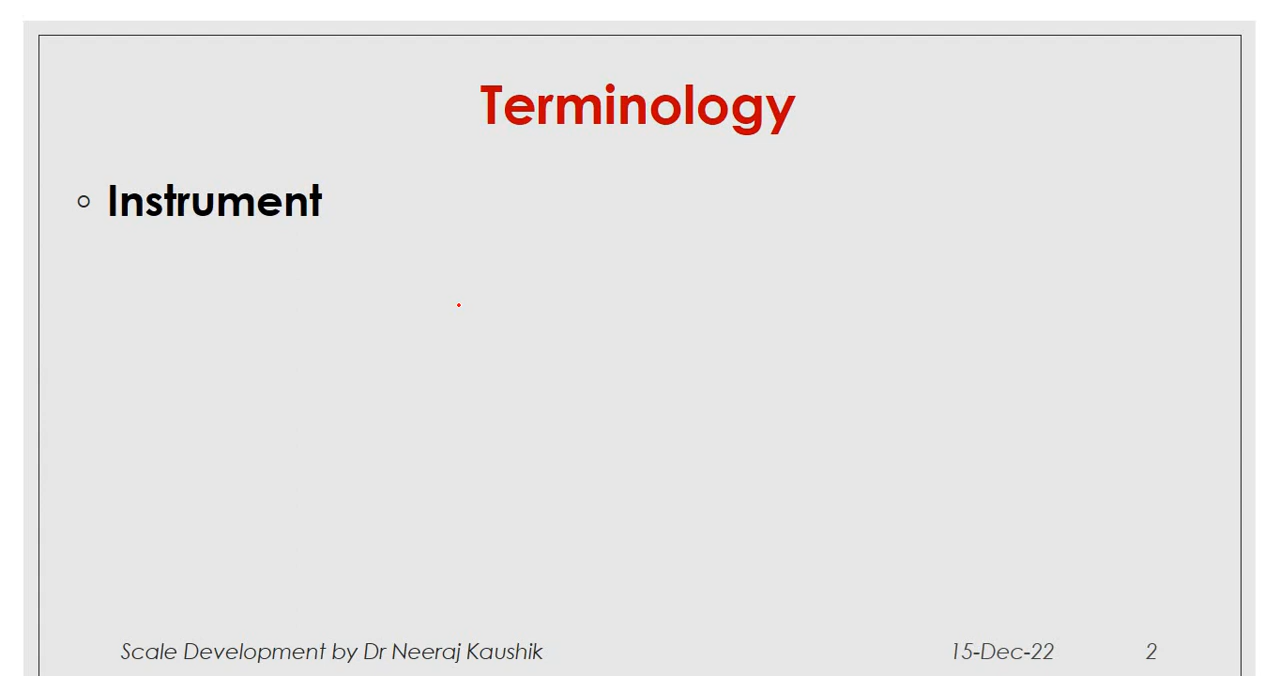 Terminology
◦ Instrument
Scale Development by Dr Neeraj Kaushik 15-Dec-22 2